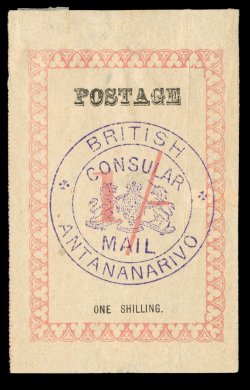 POSTAGE
BRITISH
CONSULAR
1/-
MAIL
ANTANANARIVO
ONE SHILLING.